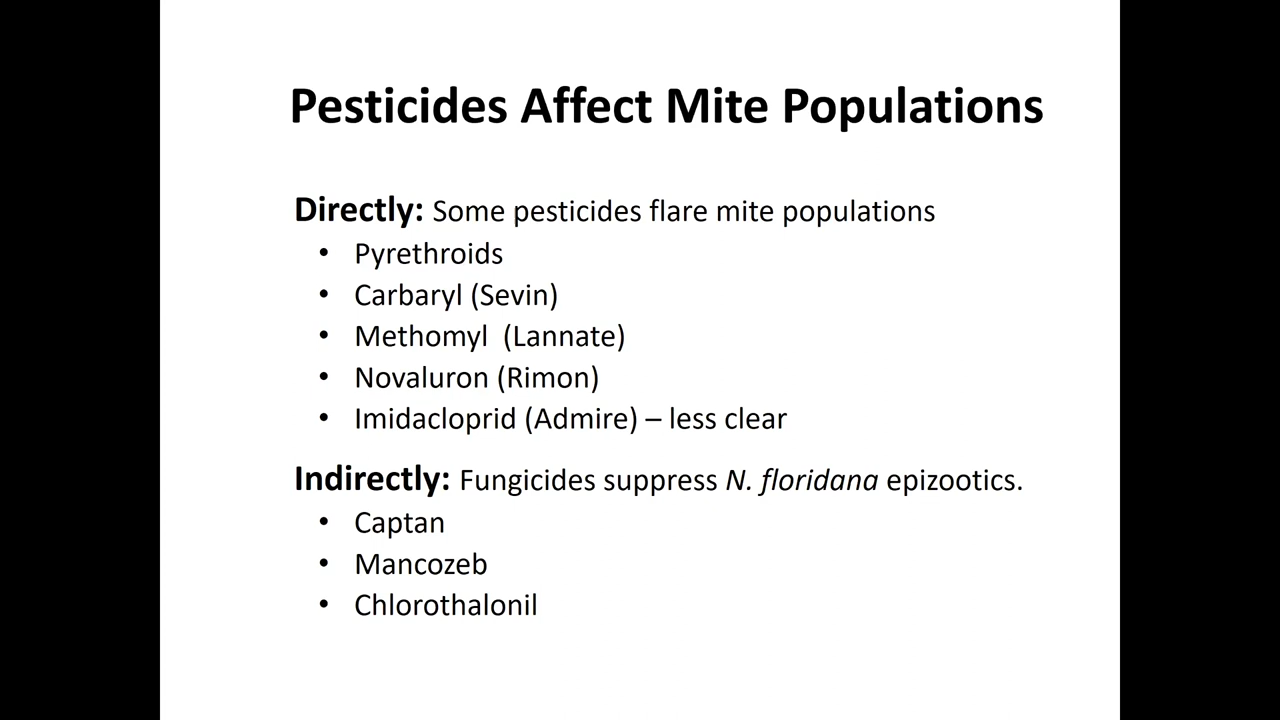 Pesticides Affect Mite Populations
Directly: Some pesticides flare mite populations
• Pyrethroids
• Carbaryl (Sevin)
• Methomyl  (Lannate)
• Novaluron (Rimon)
• Imidacloprid (Admire) – less clear
Indirectly: Fungicides suppress N. floridana epizootics.
• Captan
• Mancozeb
• Chlorothalonil